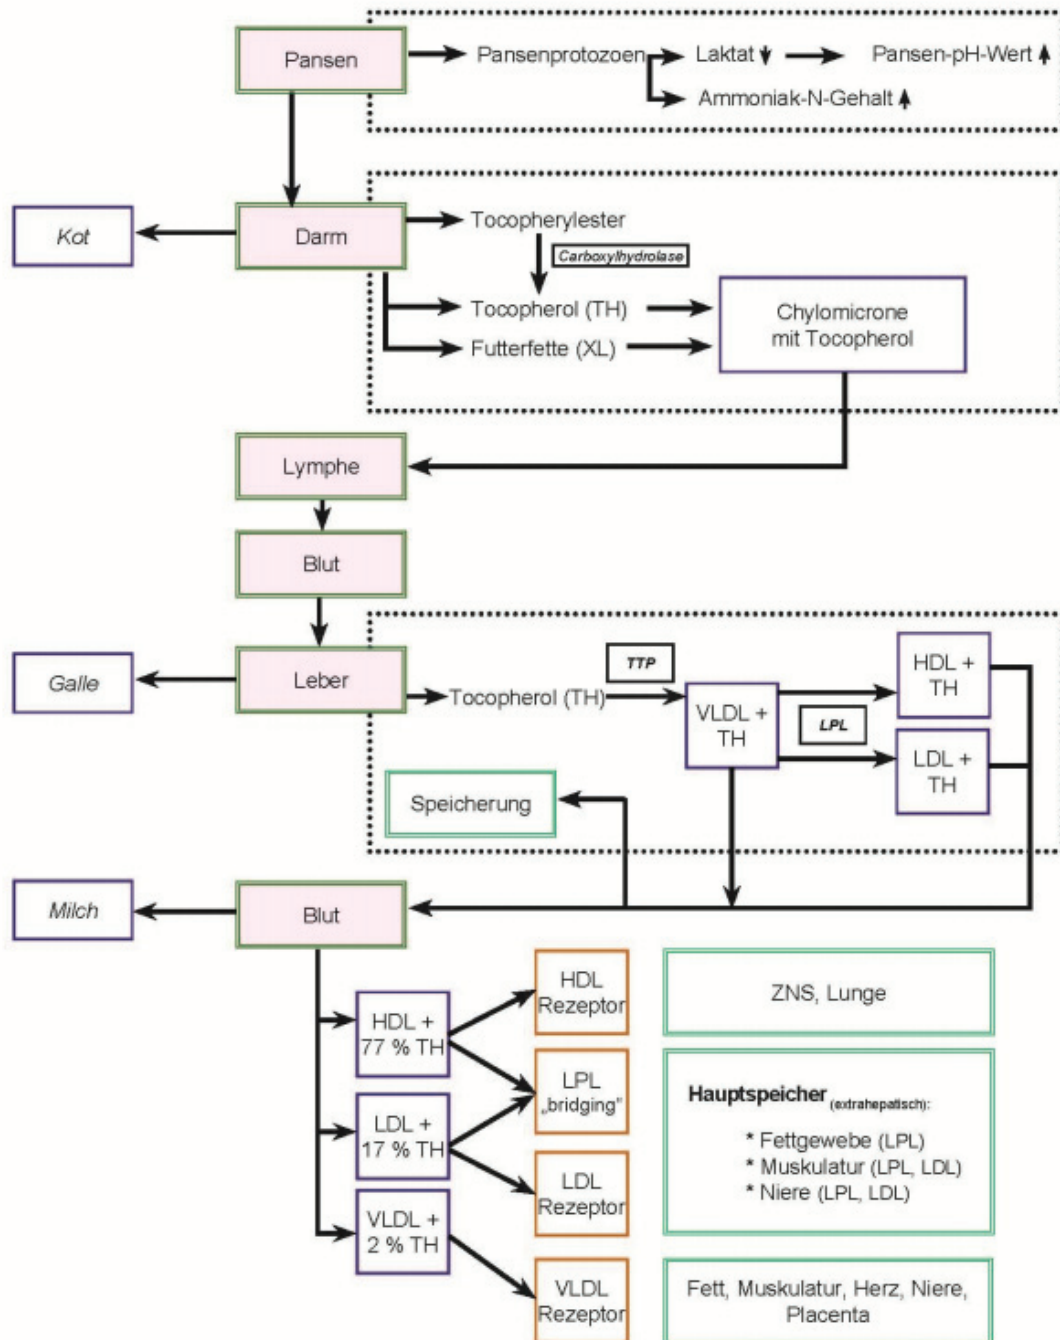 Pansen
Pansenprotozoen
Laktat
Pansen-pH-Wert
Ammoniak-N-Gehalt
Kot
Darm
Tocopherylester
Carboxylhydrolase
Tocopherol (TH)
Futterfette (XL)
Chylomicrone
mit Tocopherol
Lymphe
Blut
Galle
Leber
Tocopherol (TH)
TTP
VLDL +
TH
LPL
HDL +
TH
LDL +
TH
Speicherung
Milch
Blut
HDL +
77 % TH
LDL +
17 % TH
VLDL +
2 % TH
HDL
Rezeptor
LPL
„bridging"
LDL
Rezeptor
VLDL
Rezeptor
ZNS, Lunge
Hauptspeicher (extrahepatisch):
* Fettgewebe (LPL)
* Muskulatur (LPL, LDL)
* Niere (LPL, LDL)
Fett, Muskulatur, Herz, Niere,
Placenta